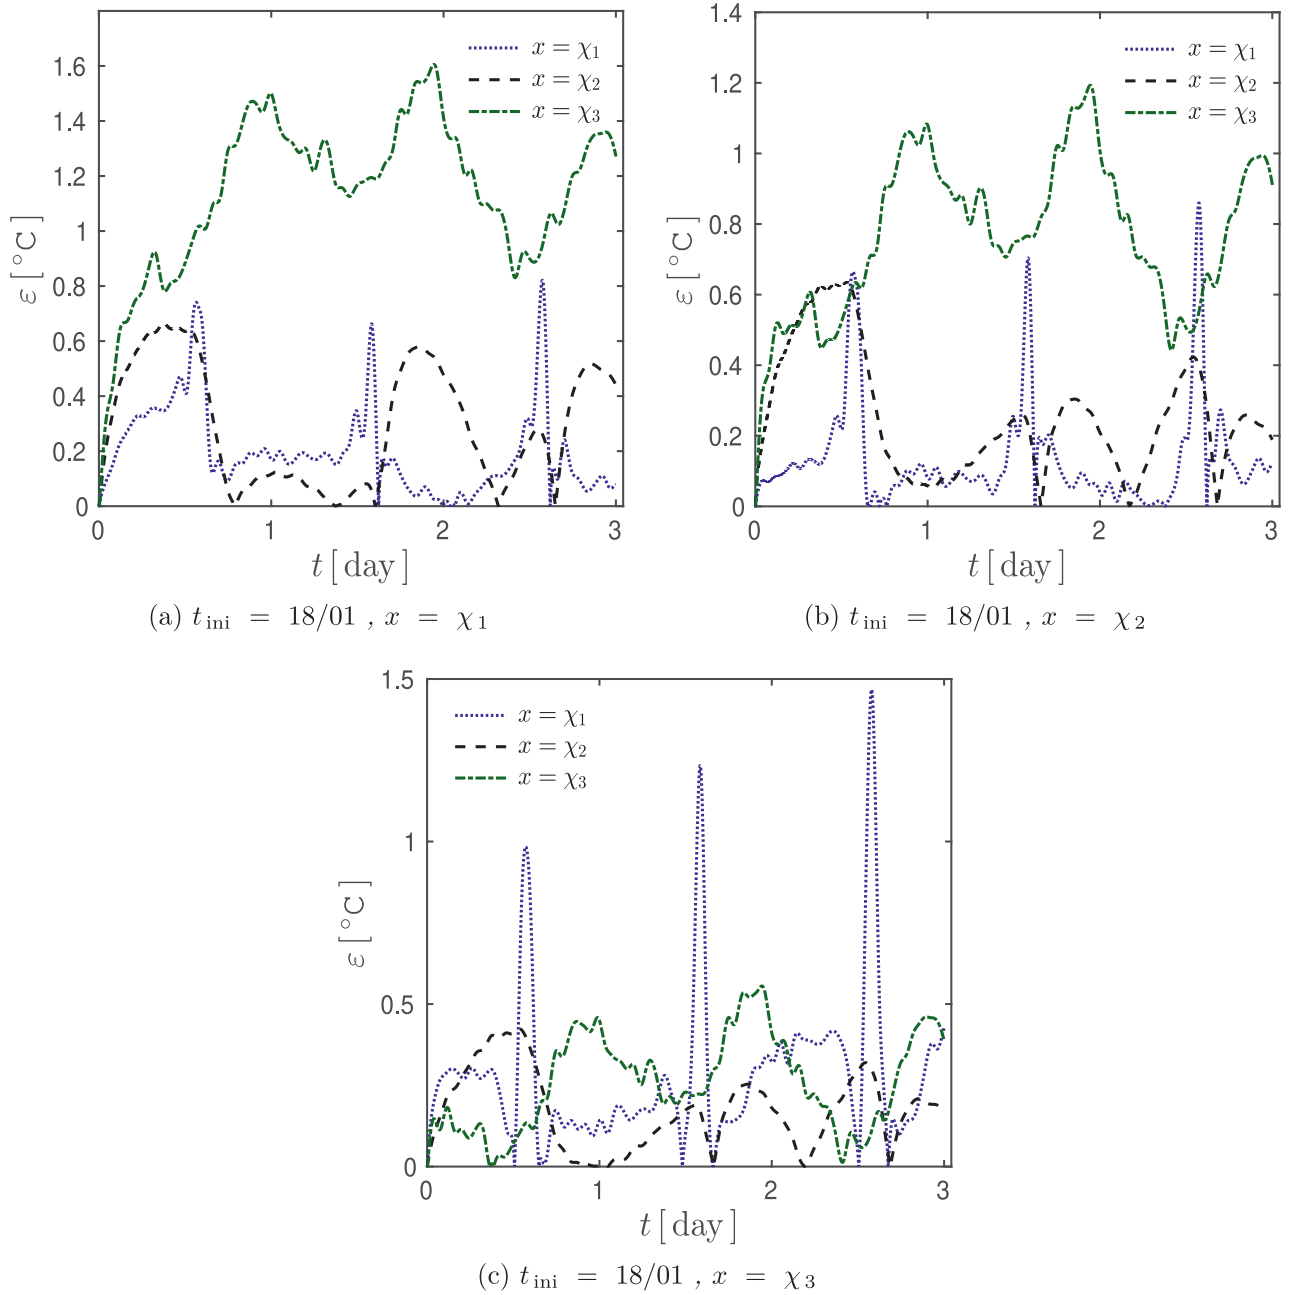 1.6
1.4
1.2
1
0.8
0.6
0.4
0.2
0
ε [°C]
x = χ1
x = χ2
x = χ3
0 1 2 3
t [day]
(a) t ini = 18/01 , x = χ1
1.4
1.2
1
0.8
0.6
0.4
0.2
0
ε [°C]
x = χ1
x = χ2
x = χ3
0 1 2 3
t [day]
(b) t ini = 18/01 , x = χ2
1.5
1
0.5
0
ε [°C]
x = χ1
x = χ2
x = χ3
0 1 2 3
t [day]
(c) t ini = 18/01 , x = χ3